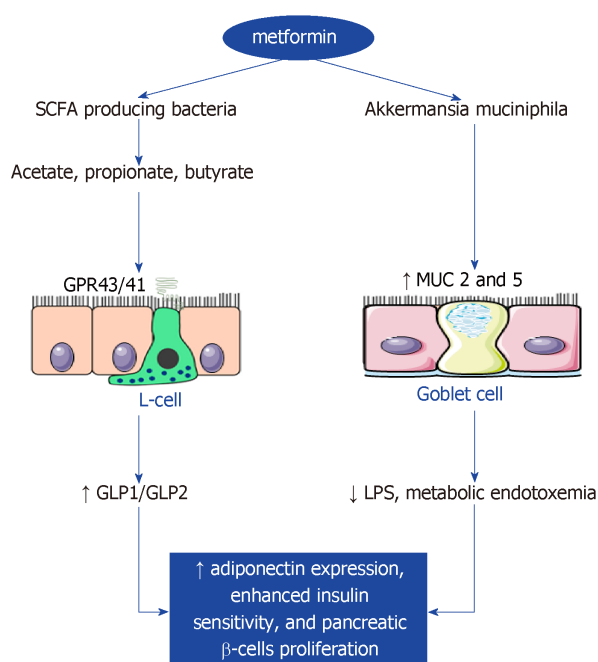 metformin
SCFA producing bacteria
Akkermansia muciniphila
Acetate, propionate, butyrate
GPR43/41
↑ MUC 2 and 5
L-cell
Goblet cell
↑ GLP1/GLP2
↓ LPS, metabolic endotoxemia
↑ adiponectin expression,
enhanced insulin
sensitivity, and pancreatic
β-cells proliferation